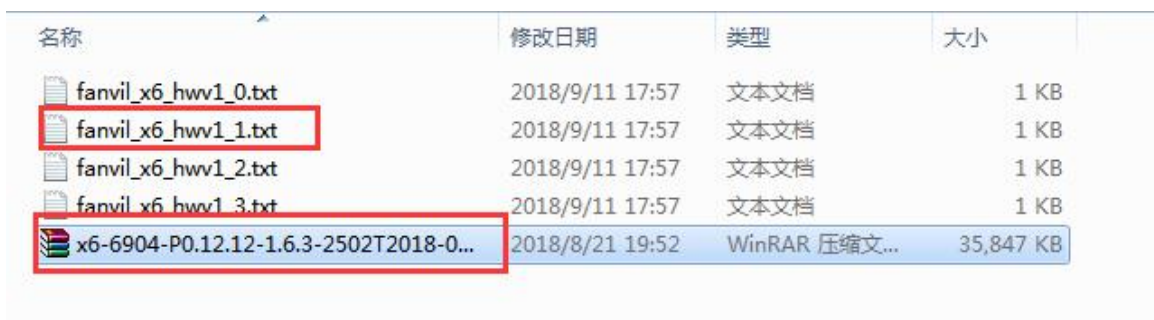 名称 修改日期 类型 大小
fanvil_x6_hwv1_0.txt 2018/9/11 17:57 文本文档 1 KB
fanvil_x6_hwv1_1.txt 2018/9/11 17:57 文本文档 1 KB
fanvil_x6_hwv1_2.txt 2018/9/11 17:57 文本文档 1 KB
fanvil_x6_hwv1_3.txt 2018/9/11 17:57 文本文档 1 KB
x6-6904-P0.12.12-1.6.3-2502T2018-0... 2018/8/21 19:52 WinRAR 压缩文... 35,847 KB